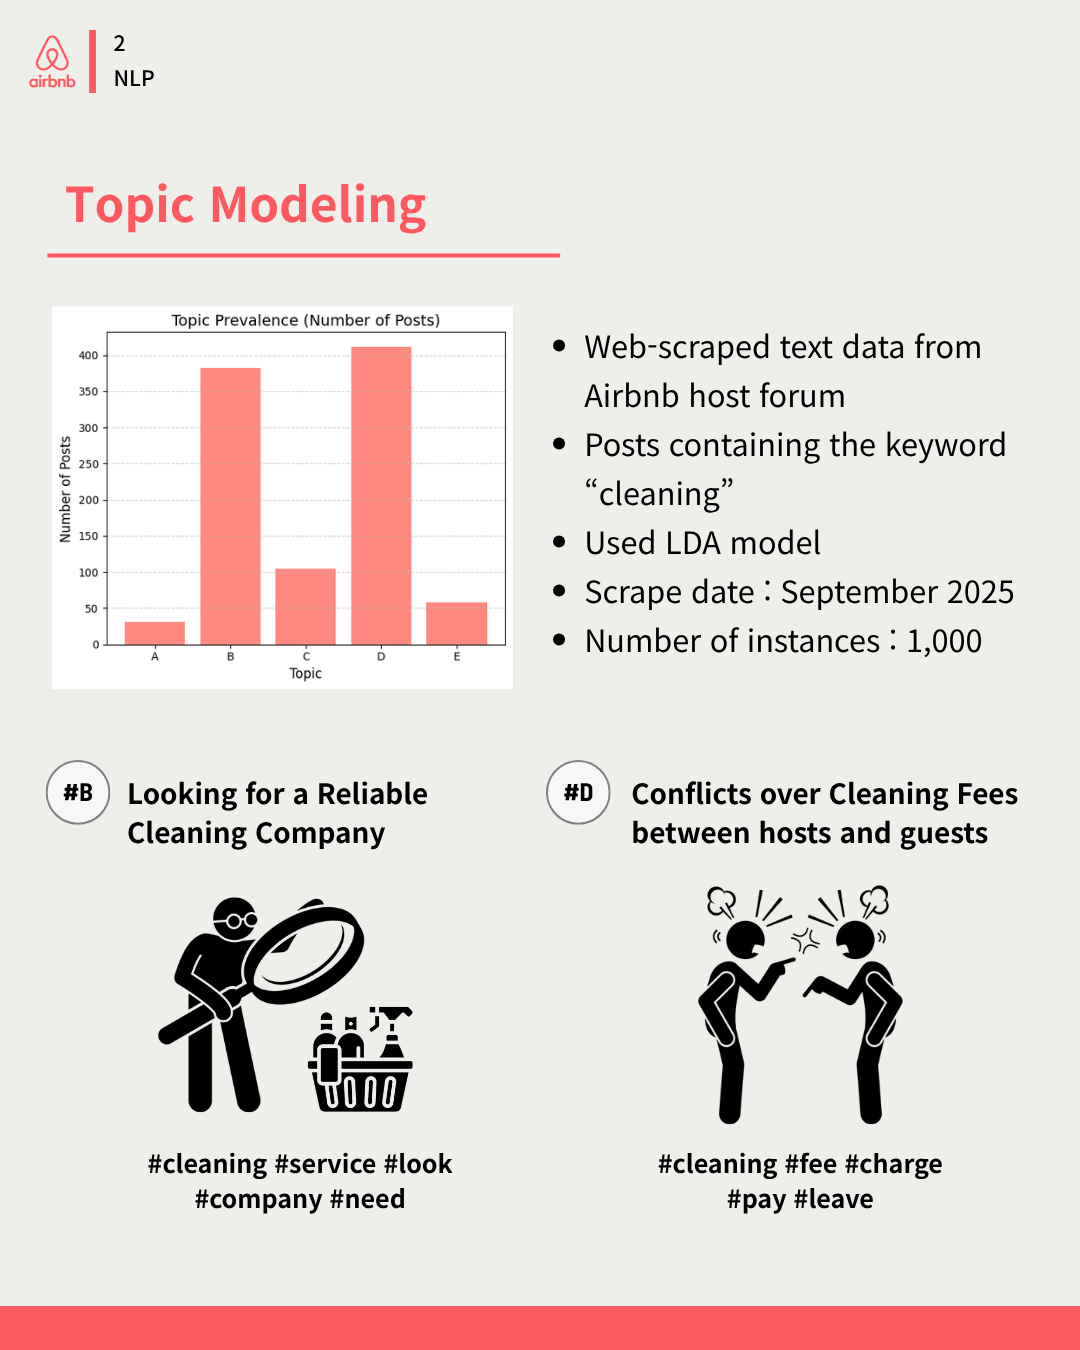 2
airbnb
NLP
Topic Modeling
Topic Prevalence (Number of Posts)
Number of Posts
400
350
300
250
200
150
100
50
0
A B C D E
Topic
• Web-scraped text data from
Airbnb host forum
• Posts containing the keyword
“cleaning”
• Used LDA model
• Scrape date : September 2025
• Number of instances : 1,000
#B
Looking for a Reliable
Cleaning Company
#cleaning #service #look
#company #need
#D
Conflicts over Cleaning Fees
between hosts and guests
#cleaning #fee #charge
#pay #leave